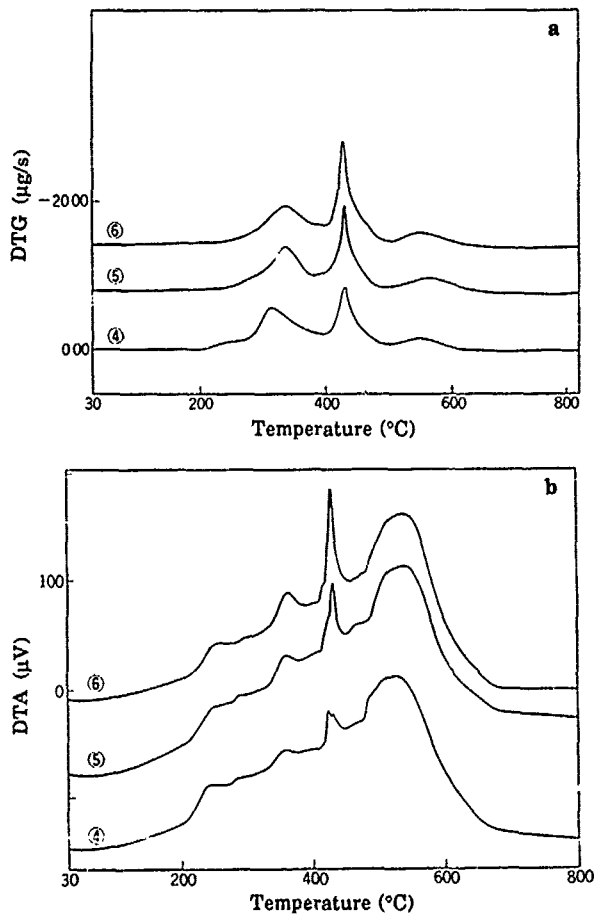 a
DTG (μg/s)
-2000
⑥
⑤
④
000
30 200 400 600 800
Temperature (°C)
b
DTA (μV)
100
⑥
0
⑤
④
30 200 400 600 800
Temperature (°C)